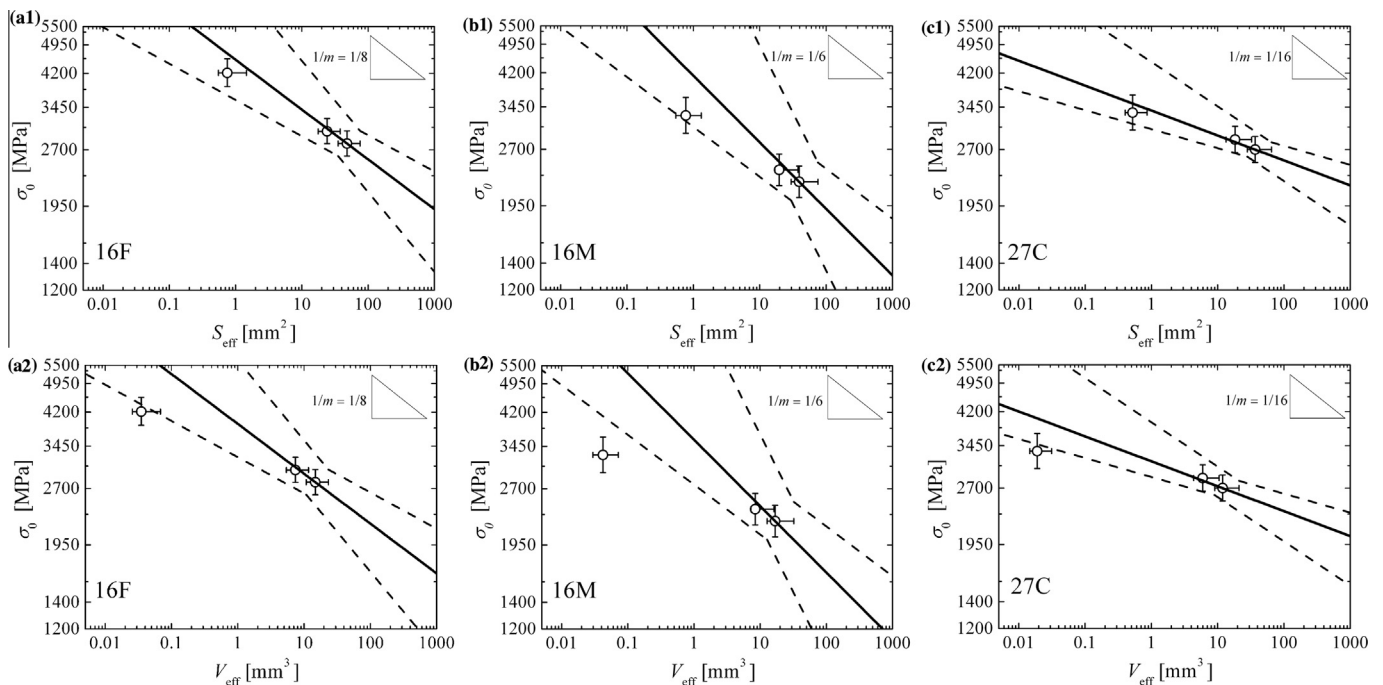 (a1)
5500
4950
4200
3450
2700
1950
1400
1200
σ₀ [MPa]
1/m = 1/8
16F
0.01 0.1 1 10 100 1000
S_eff [mm²]
(b1)
5500
4950
4200
3450
2700
1950
1400
1200
σ₀ [MPa]
1/m = 1/6
16M
0.01 0.1 1 10 100 1000
S_eff [mm²]
(c1)
5500
4950
4200
3450
2700
1950
1400
1200
σ₀ [MPa]
1/m = 1/16
27C
0.01 0.1 1 10 100 1000
S_eff [mm²]
(a2)
5500
4950
4200
3450
2700
1950
1400
1200
σ₀ [MPa]
1/m = 1/8
16F
0.01 0.1 1 10 100 1000
V_eff [mm³]
(b2)
5500
4950
4200
3450
2700
1950
1400
1200
σ₀ [MPa]
1/m = 1/6
16M
0.01 0.1 1 10 100 1000
V_eff [mm³]
(c2)
5500
4950
4200
3450
2700
1950
1400
1200
σ₀ [MPa]
1/m = 1/16
27C
0.01 0.1 1 10 100 1000
V_eff [mm³]